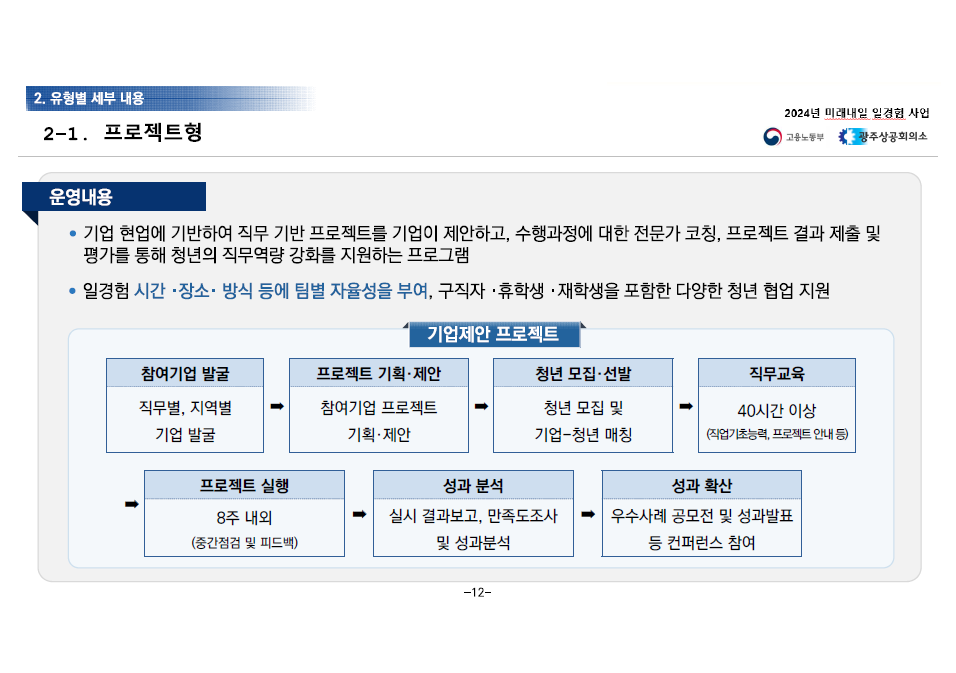 2. 유형별 세부 내용
2024년 미래내일 일경험 사업
2-1. 프로젝트형
고용노동부 광주상공회의소
운영내용
• 기업 현업에 기반하여 직무 기반 프로젝트를 기업이 제안하고, 수행과정에 대한 전문가 코칭, 프로젝트 결과 제출 및
평가를 통해 청년의 직무역량 강화를 지원하는 프로그램
• 일경험 시간 ·장소· 방식 등에 팀별 자율성을 부여, 구직자 ·휴학생 ·재학생을 포함한 다양한 청년 협업 지원
기업제안 프로젝트
참여기업 발굴
직무별, 지역별
기업 발굴
➡
프로젝트 기획·제안
참여기업 프로젝트
기획·제안
➡
청년 모집·선발
청년 모집 및
기업-청년 매칭
➡
직무교육
40시간 이상
(직업기초능력, 프로젝트 안내 등)
➡
프로젝트 실행
8주 내외
(중간점검 및 피드백)
➡
성과 분석
실시 결과보고, 만족도조사
및 성과분석
➡
성과 확산
우수사례 공모전 및 성과발표
등 컨퍼런스 참여
-12-